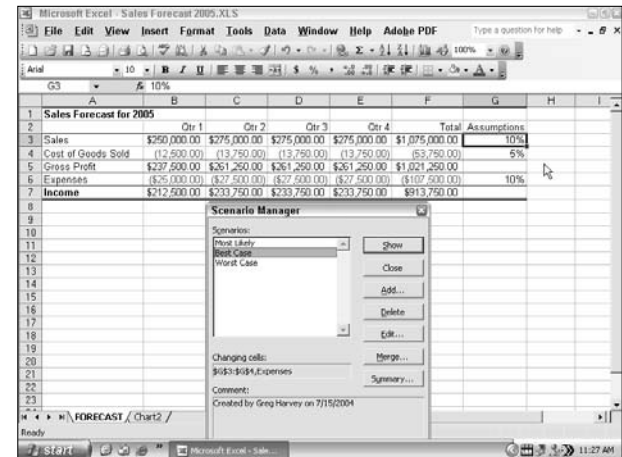 Microsoft Excel - Sales Forecast 2005.XLS
File Edit View Insert Format Tools Data Window Help Adobe PDF Type a question for help
100%
Arial 10 B I U $ % ,
G3 fx 10%
A B C D E F G H I
1 Sales Forecast for 2005
2 Qtr 1 Qtr 2 Qtr 3 Qtr 4 Total Assumptions
3 Sales $250,000.00 $275,000.00 $275,000.00 $275,000.00 $1,075,000.00 10%
4 Cost of Goods Sold (12,500.00) (13,750.00) (13,750.00) (13,750.00) (53,750.00) 5%
5 Gross Profit $237,500.00 $261,250.00 $261,250.00 $261,250.00 $1,021,250.00
6 Expenses ($25,000.00) ($27,500.00) ($27,500.00) ($27,500.00) ($107,500.00) 10%
7 Income $212,500.00 $233,750.00 $233,750.00 $233,750.00 $913,750.00
8
9
10
11
12
13
14
15
16
17
18
19
20
21
22
23
Scenario Manager
Scenarios:
Most Likely
Best Case
Worst Case
Show
Close
Add...
Delete
Edit...
Merge...
Summary...
Changing cells:
$G$3:$G$4,Expenses
Comment:
Created by Greg Harvey on 7/15/2004
FORECAST / Chart2 /
Ready
start Microsoft Excel - Sale... 11:27 AM